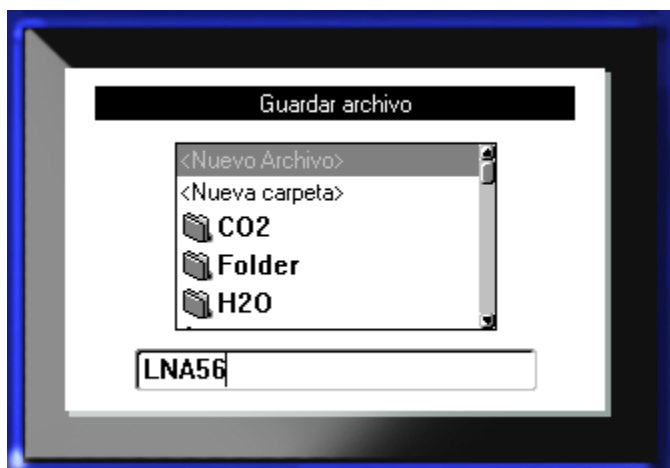 Guardar archivo
<Nuevo Archivo>
<Nueva carpeta>
CO2
Folder
H2O
LNA56